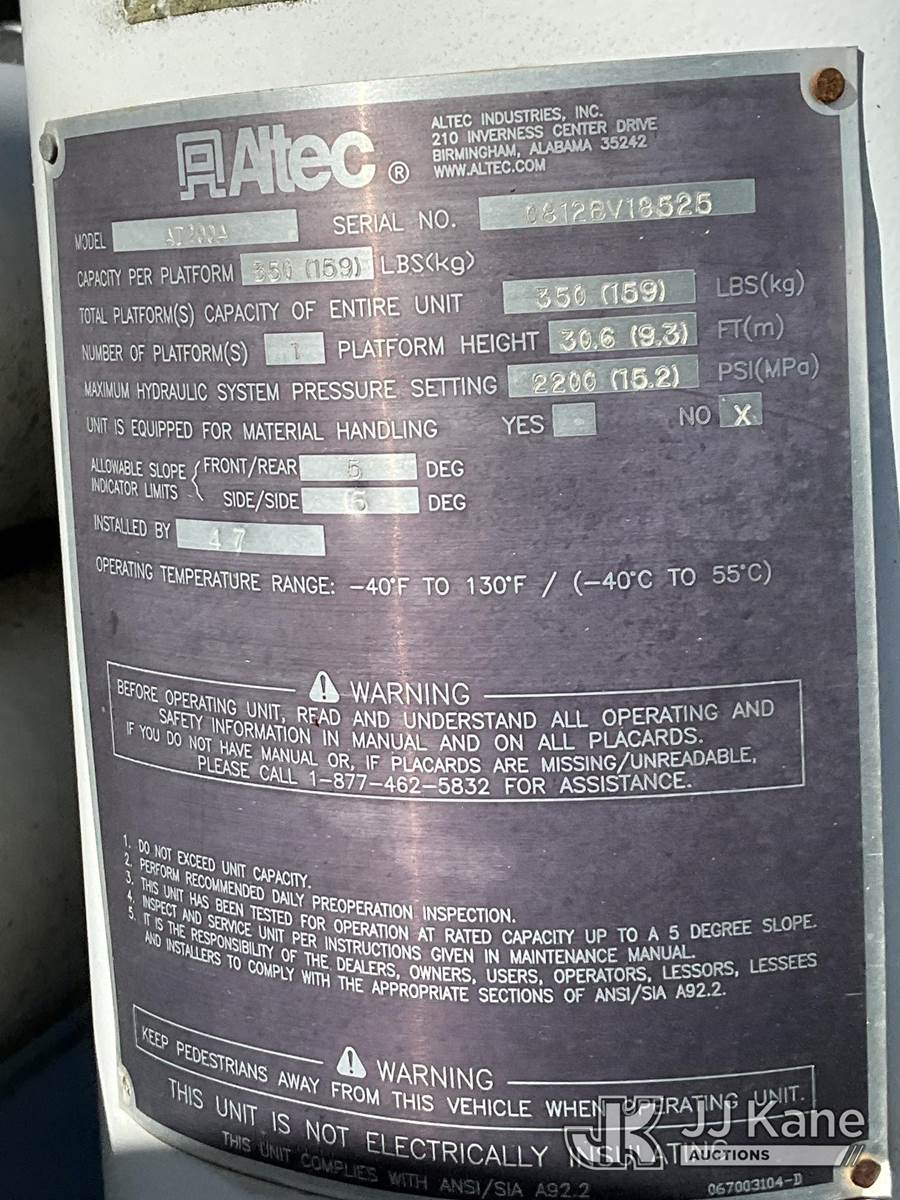 Altec ®
ALTEC INDUSTRIES, INC.
210 INVERNESS CENTER DRIVE
BIRMINGHAM, ALABAMA 35242
WWW.ALTEC.COM
MODEL AT200A SERIAL NO. 0812BV18525
CAPACITY PER PLATFORM 350 (159) LBS(kg)
TOTAL PLATFORM(S) CAPACITY OF ENTIRE UNIT 350 (159) LBS(kg)
NUMBER OF PLATFORM(S) 1 PLATFORM HEIGHT 30.6 (9.3) FT(m)
MAXIMUM HYDRAULIC SYSTEM PRESSURE SETTING 2200 (15.2) PSI(MPa)
UNIT IS EQUIPPED FOR MATERIAL HANDLING YES - NO X
ALLOWABLE SLOPE INDICATOR LIMITS { FRONT/REAR 5 DEG
SIDE/SIDE 5 DEG
INSTALLED BY 47
OPERATING TEMPERATURE RANGE: -40°F TO 130°F / (-40°C TO 55°C)
WARNING
BEFORE OPERATING UNIT, READ AND UNDERSTAND ALL OPERATING AND
SAFETY INFORMATION IN MANUAL AND ON ALL PLACARDS.
IF YOU DO NOT HAVE MANUAL OR, IF PLACARDS ARE MISSING/UNREADABLE,
PLEASE CALL 1-877-462-5832 FOR ASSISTANCE.
1. DO NOT EXCEED UNIT CAPACITY.
2. PERFORM RECOMMENDED DAILY PREOPERATION INSPECTION.
3. THIS UNIT HAS BEEN TESTED FOR OPERATION AT RATED CAPACITY UP TO A 5 DEGREE SLOPE.
4. INSPECT AND SERVICE UNIT PER INSTRUCTIONS GIVEN IN MAINTENANCE MANUAL.
5. IT IS THE RESPONSIBILITY OF THE DEALERS, OWNERS, USERS, OPERATORS, LESSORS, LESSEES
AND INSTALLERS TO COMPLY WITH THE APPROPRIATE SECTIONS OF ANSI/SIA A92.2.
WARNING
KEEP PEDESTRIANS AWAY FROM THIS VEHICLE WHEN OPERATING UNIT.
THIS UNIT IS NOT ELECTRICALLY INSULATING
THIS UNIT COMPLIES WITH ANSI/SIA A92.2
067003104-D
JK JJ Kane
AUCTIONS